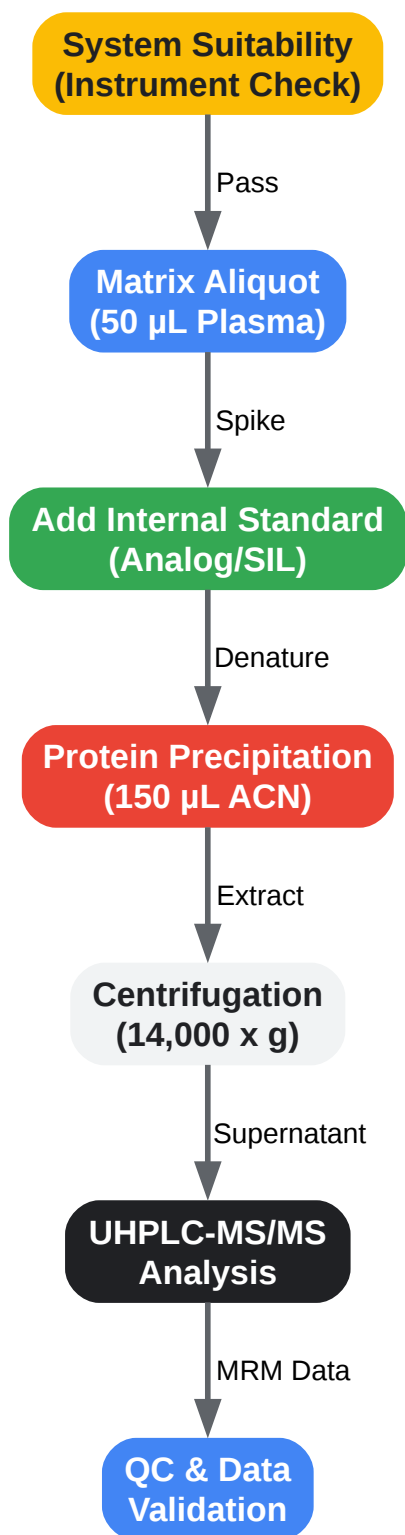 System Suitability
(Instrument Check)
Pass
Matrix Aliquot
(50 µL Plasma)
Spike
Add Internal Standard
(Analog/SIL)
Denature
Protein Precipitation
(150 µL ACN)
Extract
Centrifugation
(14,000 x g)
Supernatant
UHPLC-MS/MS
Analysis
MRM Data
QC & Data
Validation